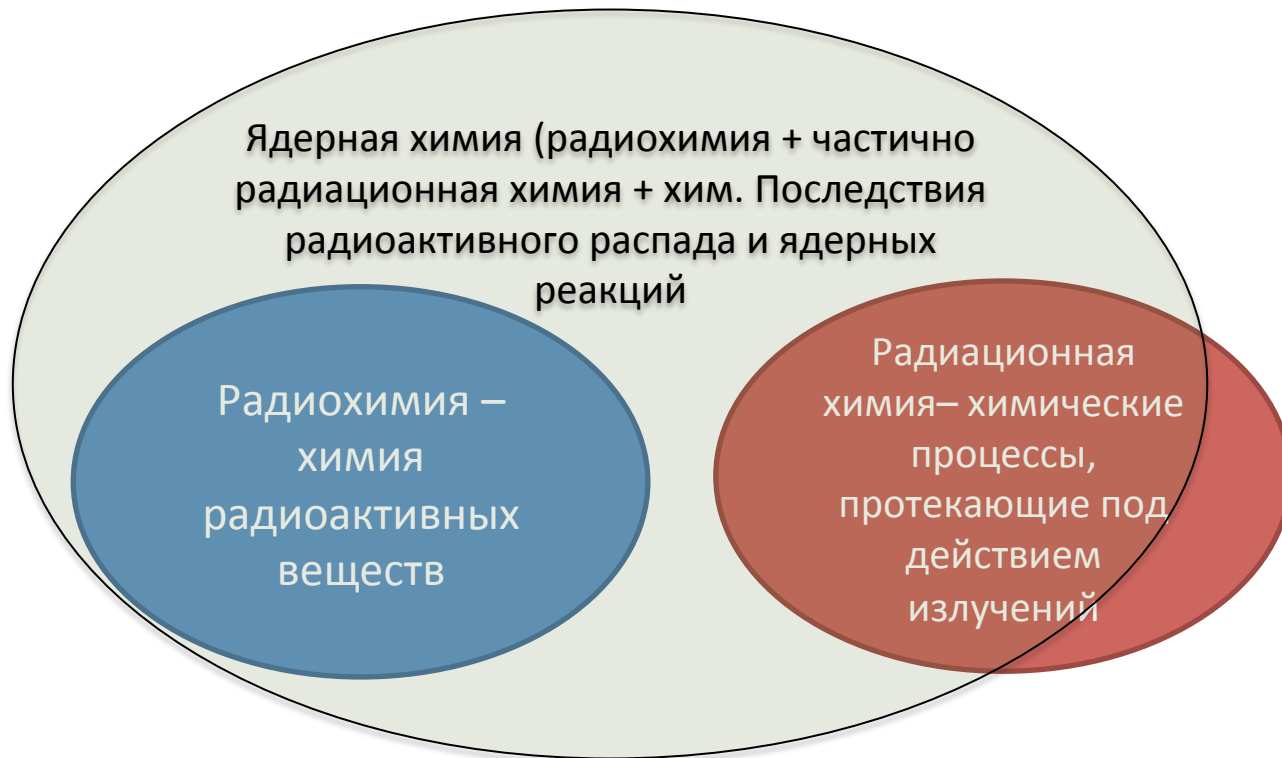 Ядерная химия (радиохимия + частично
радиационная химия + хим. Последствия
радиоактивного распада и ядерных
реакций
Радиохимия –
химия
радиоактивных
веществ
Радиационная
химия– химические
процессы,
протекающие под
действием
излучений